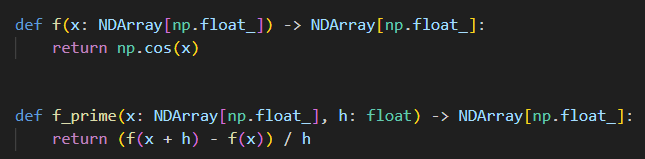 def f(x: NDArray[np.float_]) -> NDArray[np.float_]:
    return np.cos(x)
def f_prime(x: NDArray[np.float_], h: float) -> NDArray[np.float_]:
    return (f(x + h) - f(x)) / h